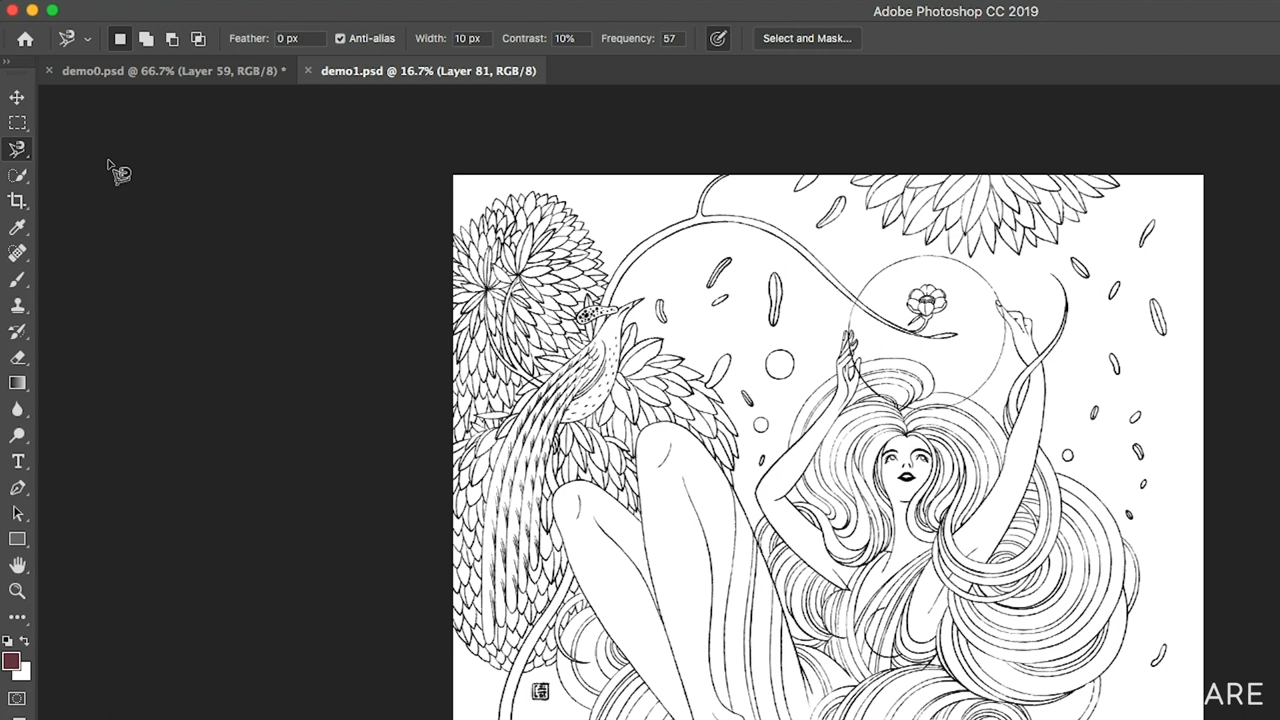 Adobe Photoshop CC 2019
Feather: 0 px Anti-alias Width: 10 px Contrast: 10% Frequency: 57 Select and Mask...
demo0.psd @ 66.7% (Layer 59, RGB/8) * demo1.psd @ 16.7% (Layer 81, RGB/8)
ARE